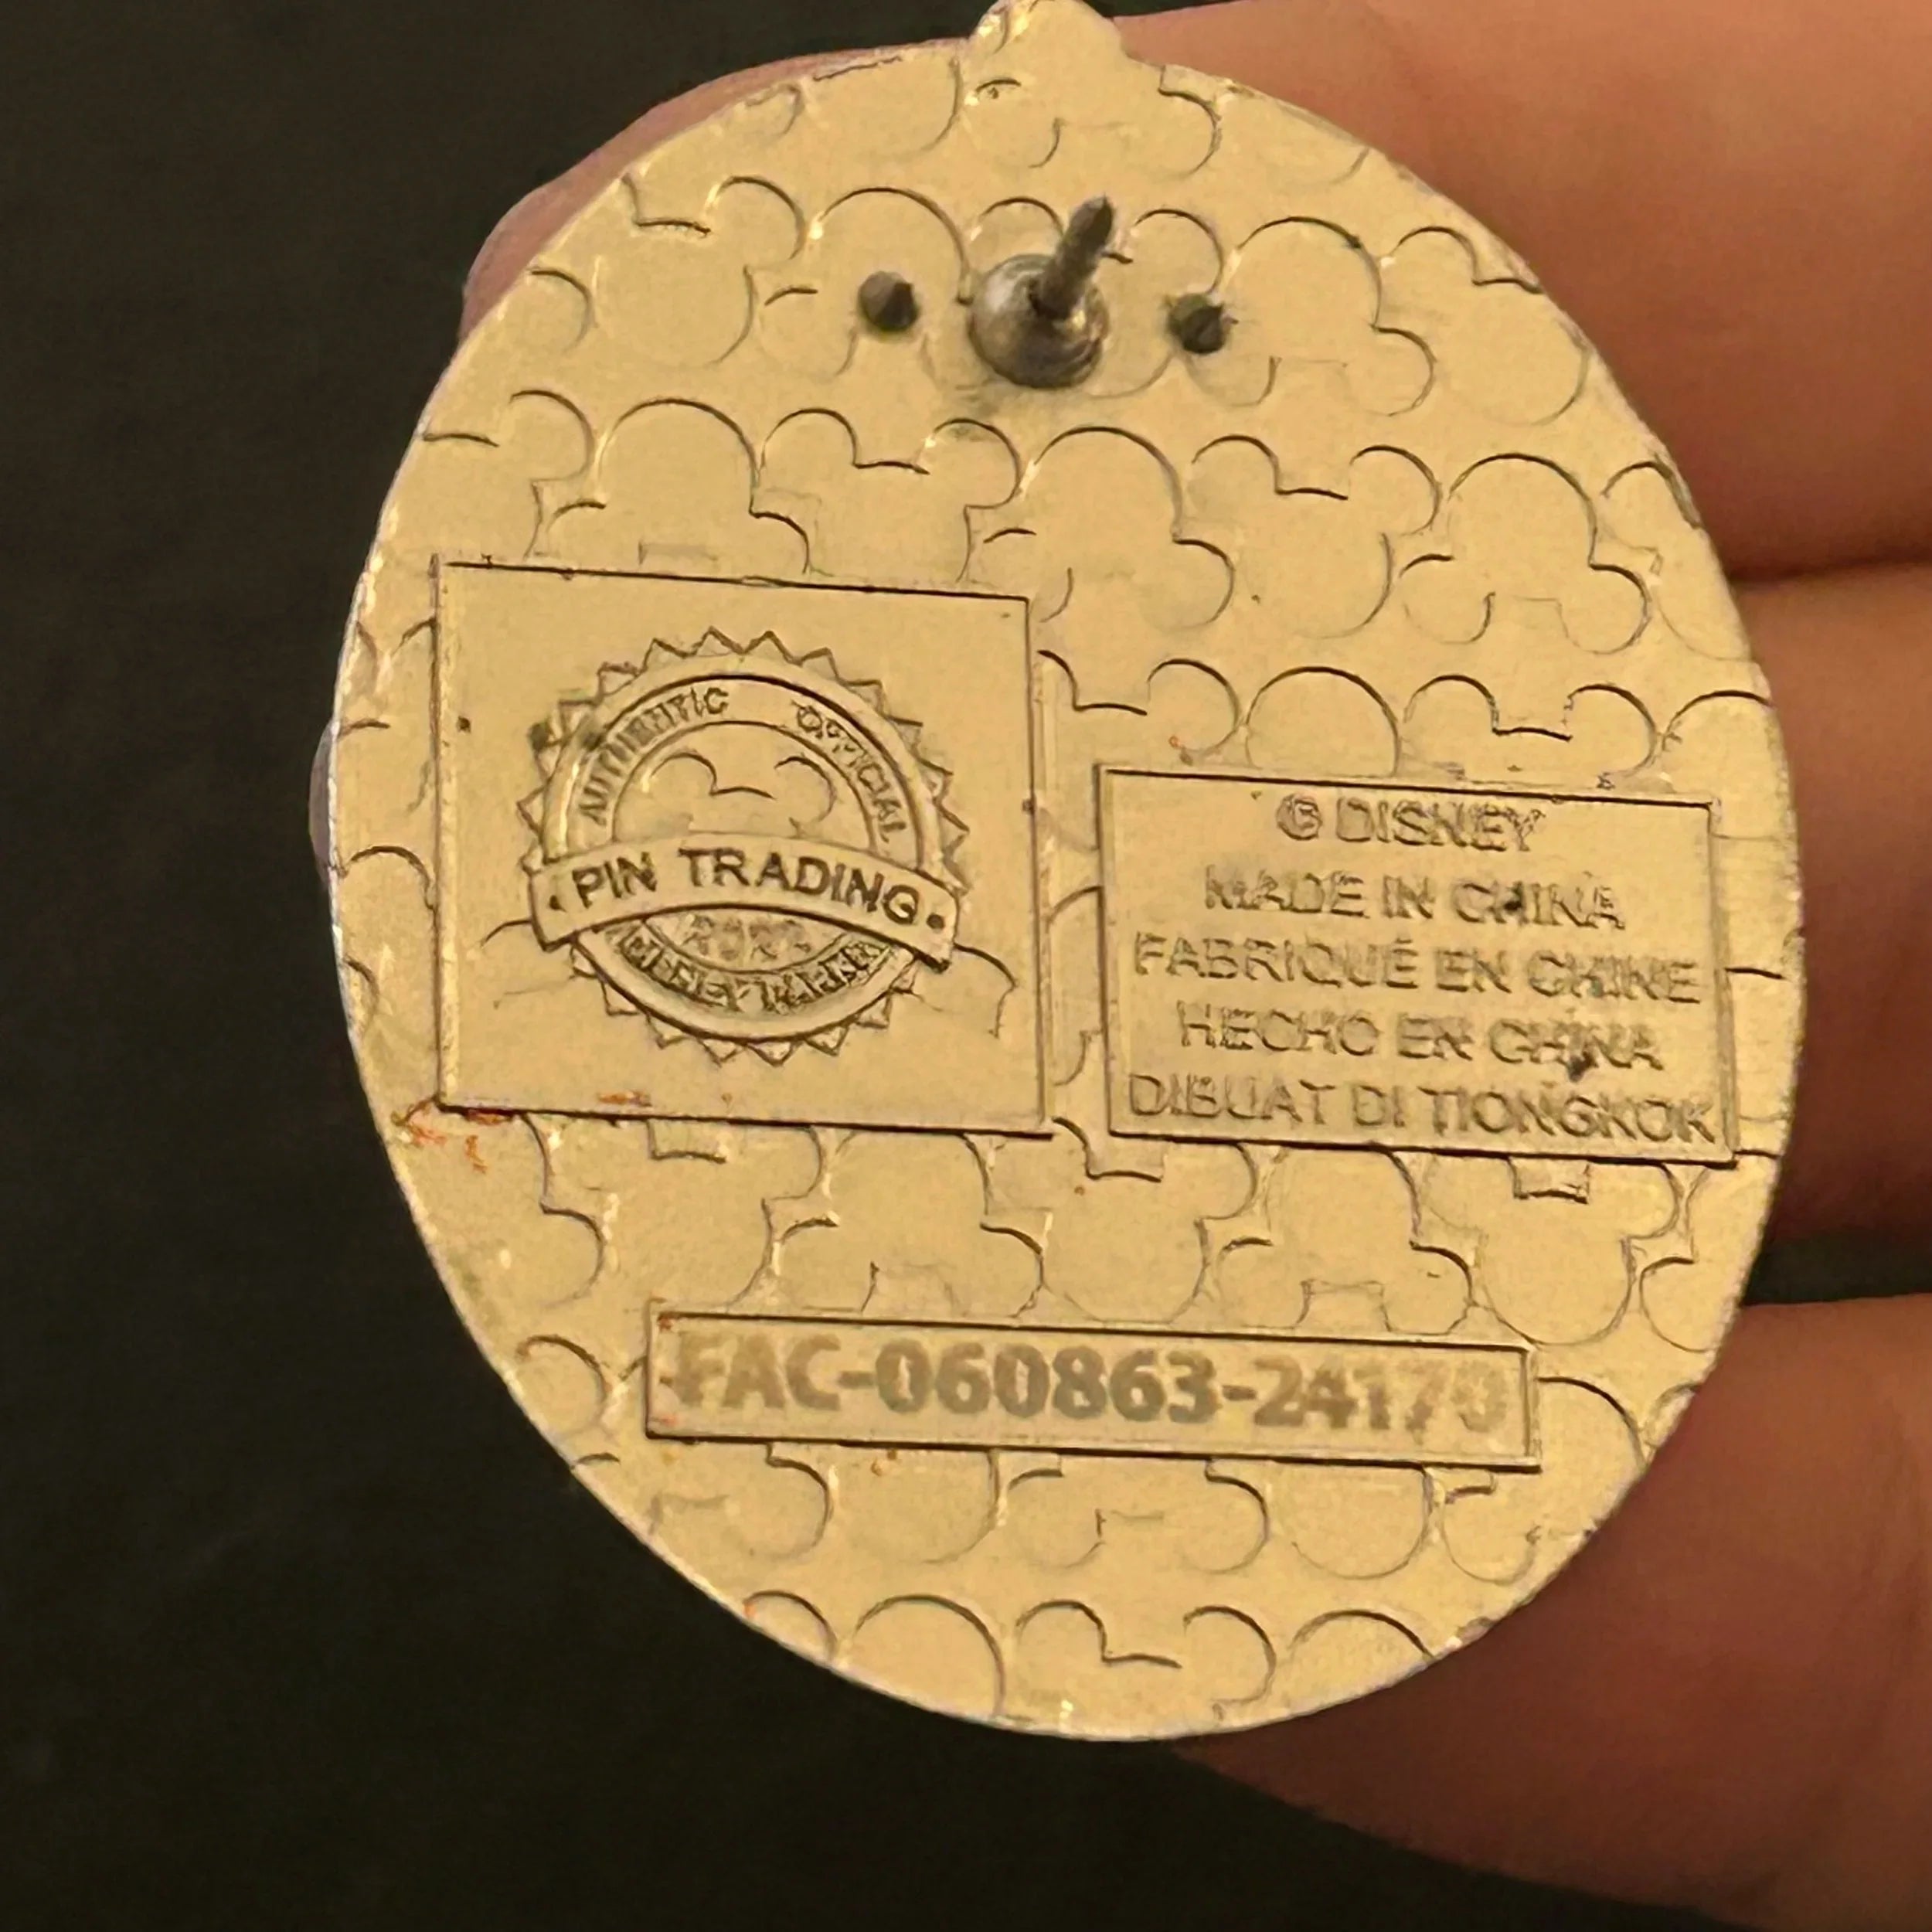 AUTHENTIC OFFICIAL
PIN TRADING
© DISNEY
MADE IN CHINA
FABRIQUÉ EN CHINE
HECHO EN CHINA
DIBUAT DI TIONGKOK
FAC-060863-24170